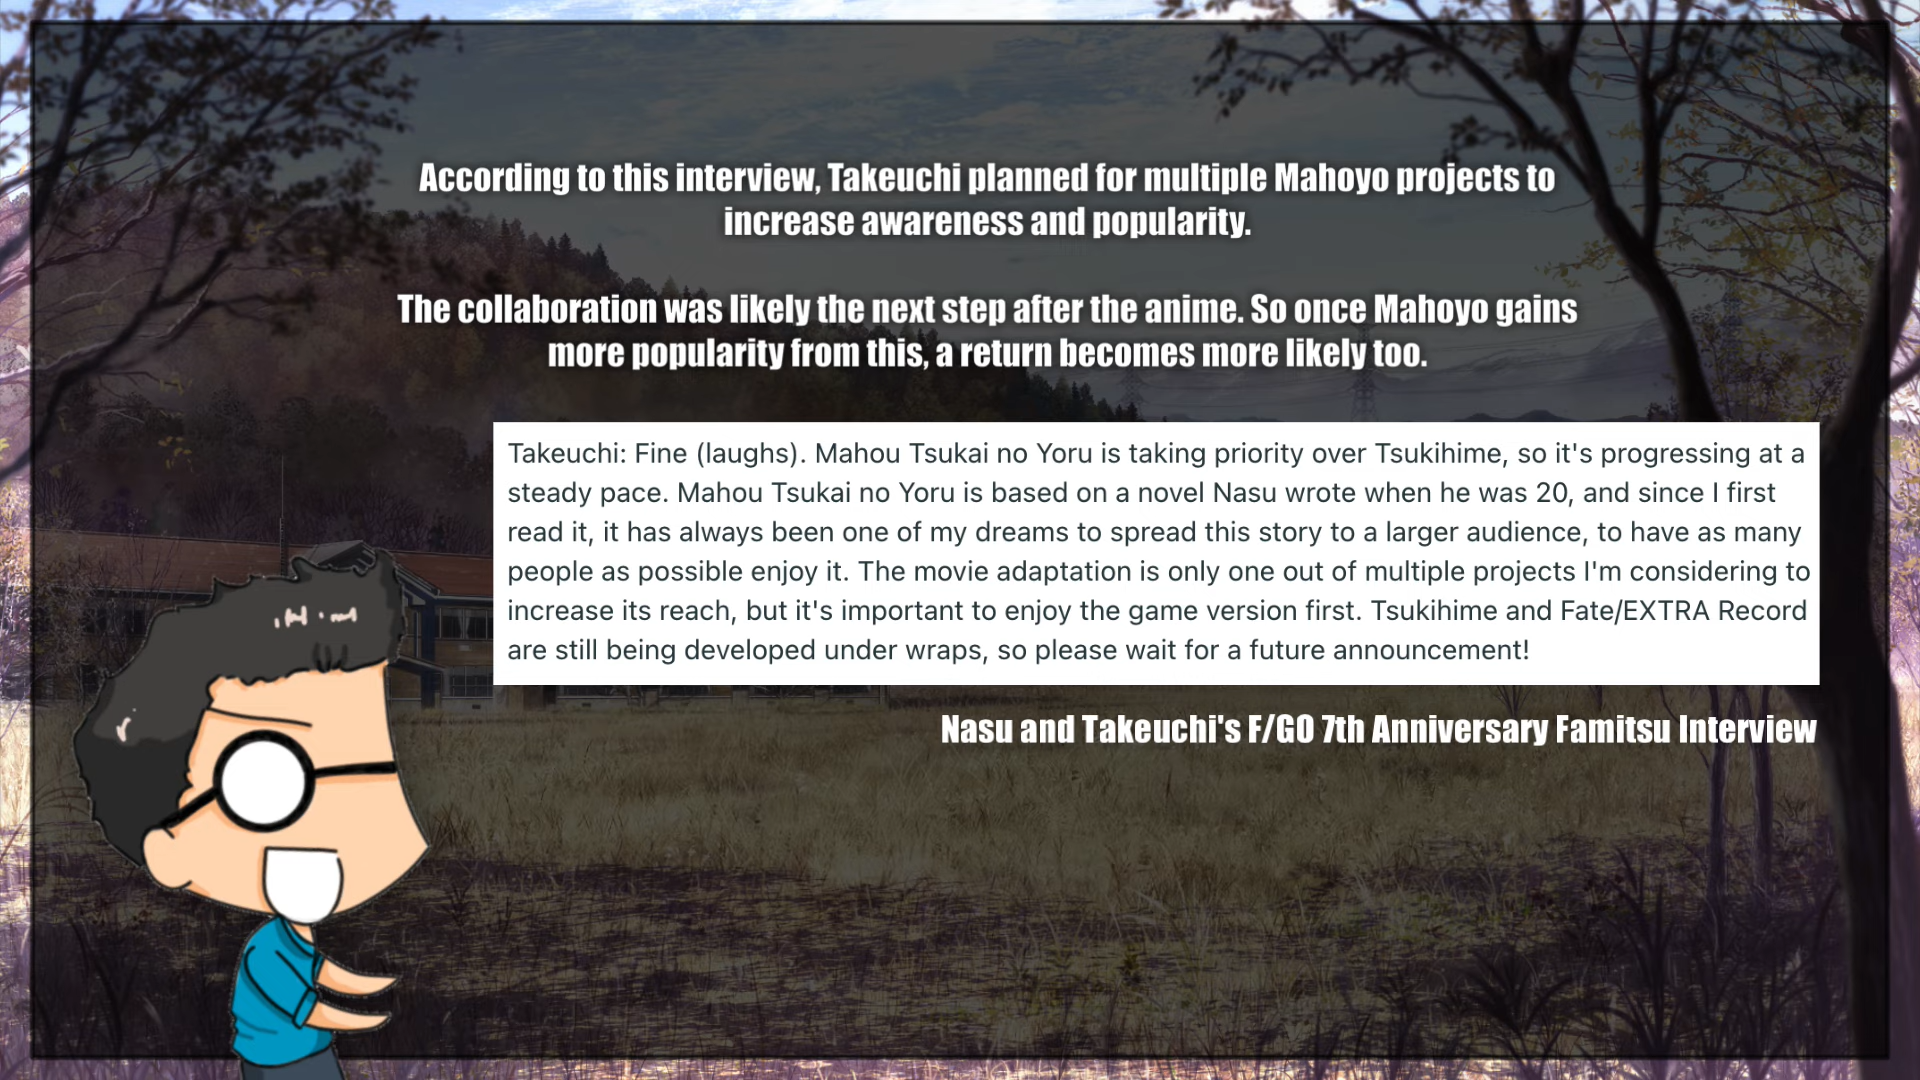 According to this interview, Takeuchi planned for multiple Mahoyo projects to
increase awareness and popularity.
The collaboration was likely the next step after the anime. So once Mahoyo gains
more popularity from this, a return becomes more likely too.
Takeuchi: Fine (laughs). Mahou Tsukai no Yoru is taking priority over Tsukihime, so it's progressing at a
steady pace. Mahou Tsukai no Yoru is based on a novel Nasu wrote when he was 20, and since I first
read it, it has always been one of my dreams to spread this story to a larger audience, to have as many
people as possible enjoy it. The movie adaptation is only one out of multiple projects I'm considering to
increase its reach, but it's important to enjoy the game version first. Tsukihime and Fate/EXTRA Record
are still being developed under wraps, so please wait for a future announcement!
Nasu and Takeuchi's F/GO 7th Anniversary Famitsu Interview